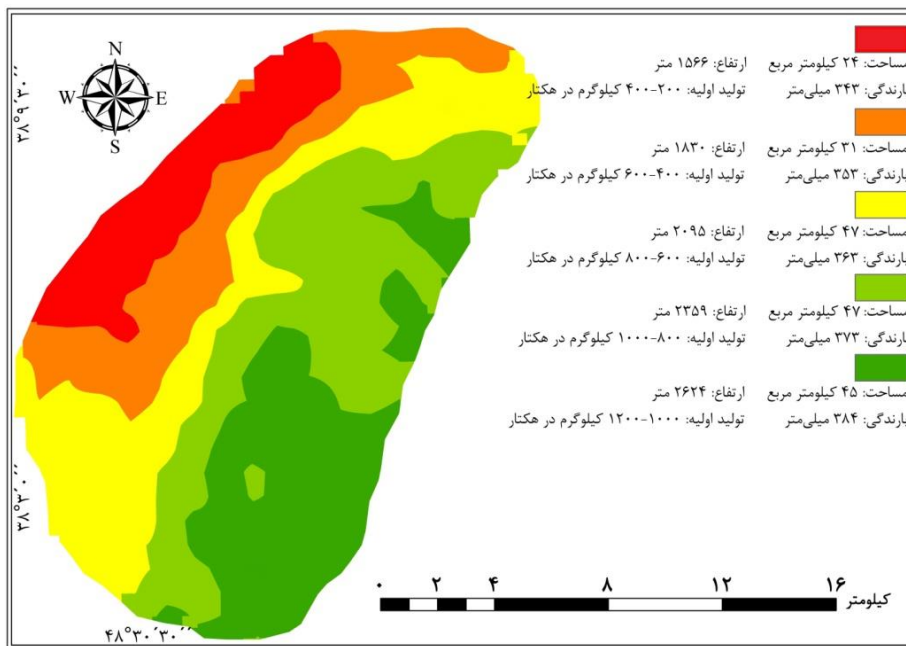 N
W E
S
مساحت: ۲۴ کیلومتر مربع ارتفاع: ۱۵۶۶ متر
بارندگی: ۳۴۳ میلی‌متر تولید اولیه: ۲۰۰-۴۰۰ کیلوگرم در هکتار
مساحت: ۳۱ کیلومتر مربع ارتفاع: ۱۸۳۰ متر
بارندگی: ۳۵۳ میلی‌متر تولید اولیه: ۴۰۰-۶۰۰ کیلوگرم در هکتار
مساحت: ۴۷ کیلومتر مربع ارتفاع: ۲۰۹۵ متر
بارندگی: ۳۶۳ میلی‌متر تولید اولیه: ۶۰۰-۸۰۰ کیلوگرم در هکتار
مساحت: ۴۷ کیلومتر مربع ارتفاع: ۲۳۵۹ متر
بارندگی: ۳۷۳ میلی‌متر تولید اولیه: ۸۰۰-۱۰۰۰ کیلوگرم در هکتار
مساحت: ۴۵ کیلومتر مربع ارتفاع: ۲۶۲۴ متر
بارندگی: ۳۸۴ میلی‌متر تولید اولیه: ۱۰۰۰-۱۲۰۰ کیلوگرم در هکتار
۳۸°۹´۳۰´´
۳۸°۳´۰´´
۴۸°۳۰´۳۰´´
۰ ۲ ۴ ۸ ۱۲ ۱۶
کیلومتر